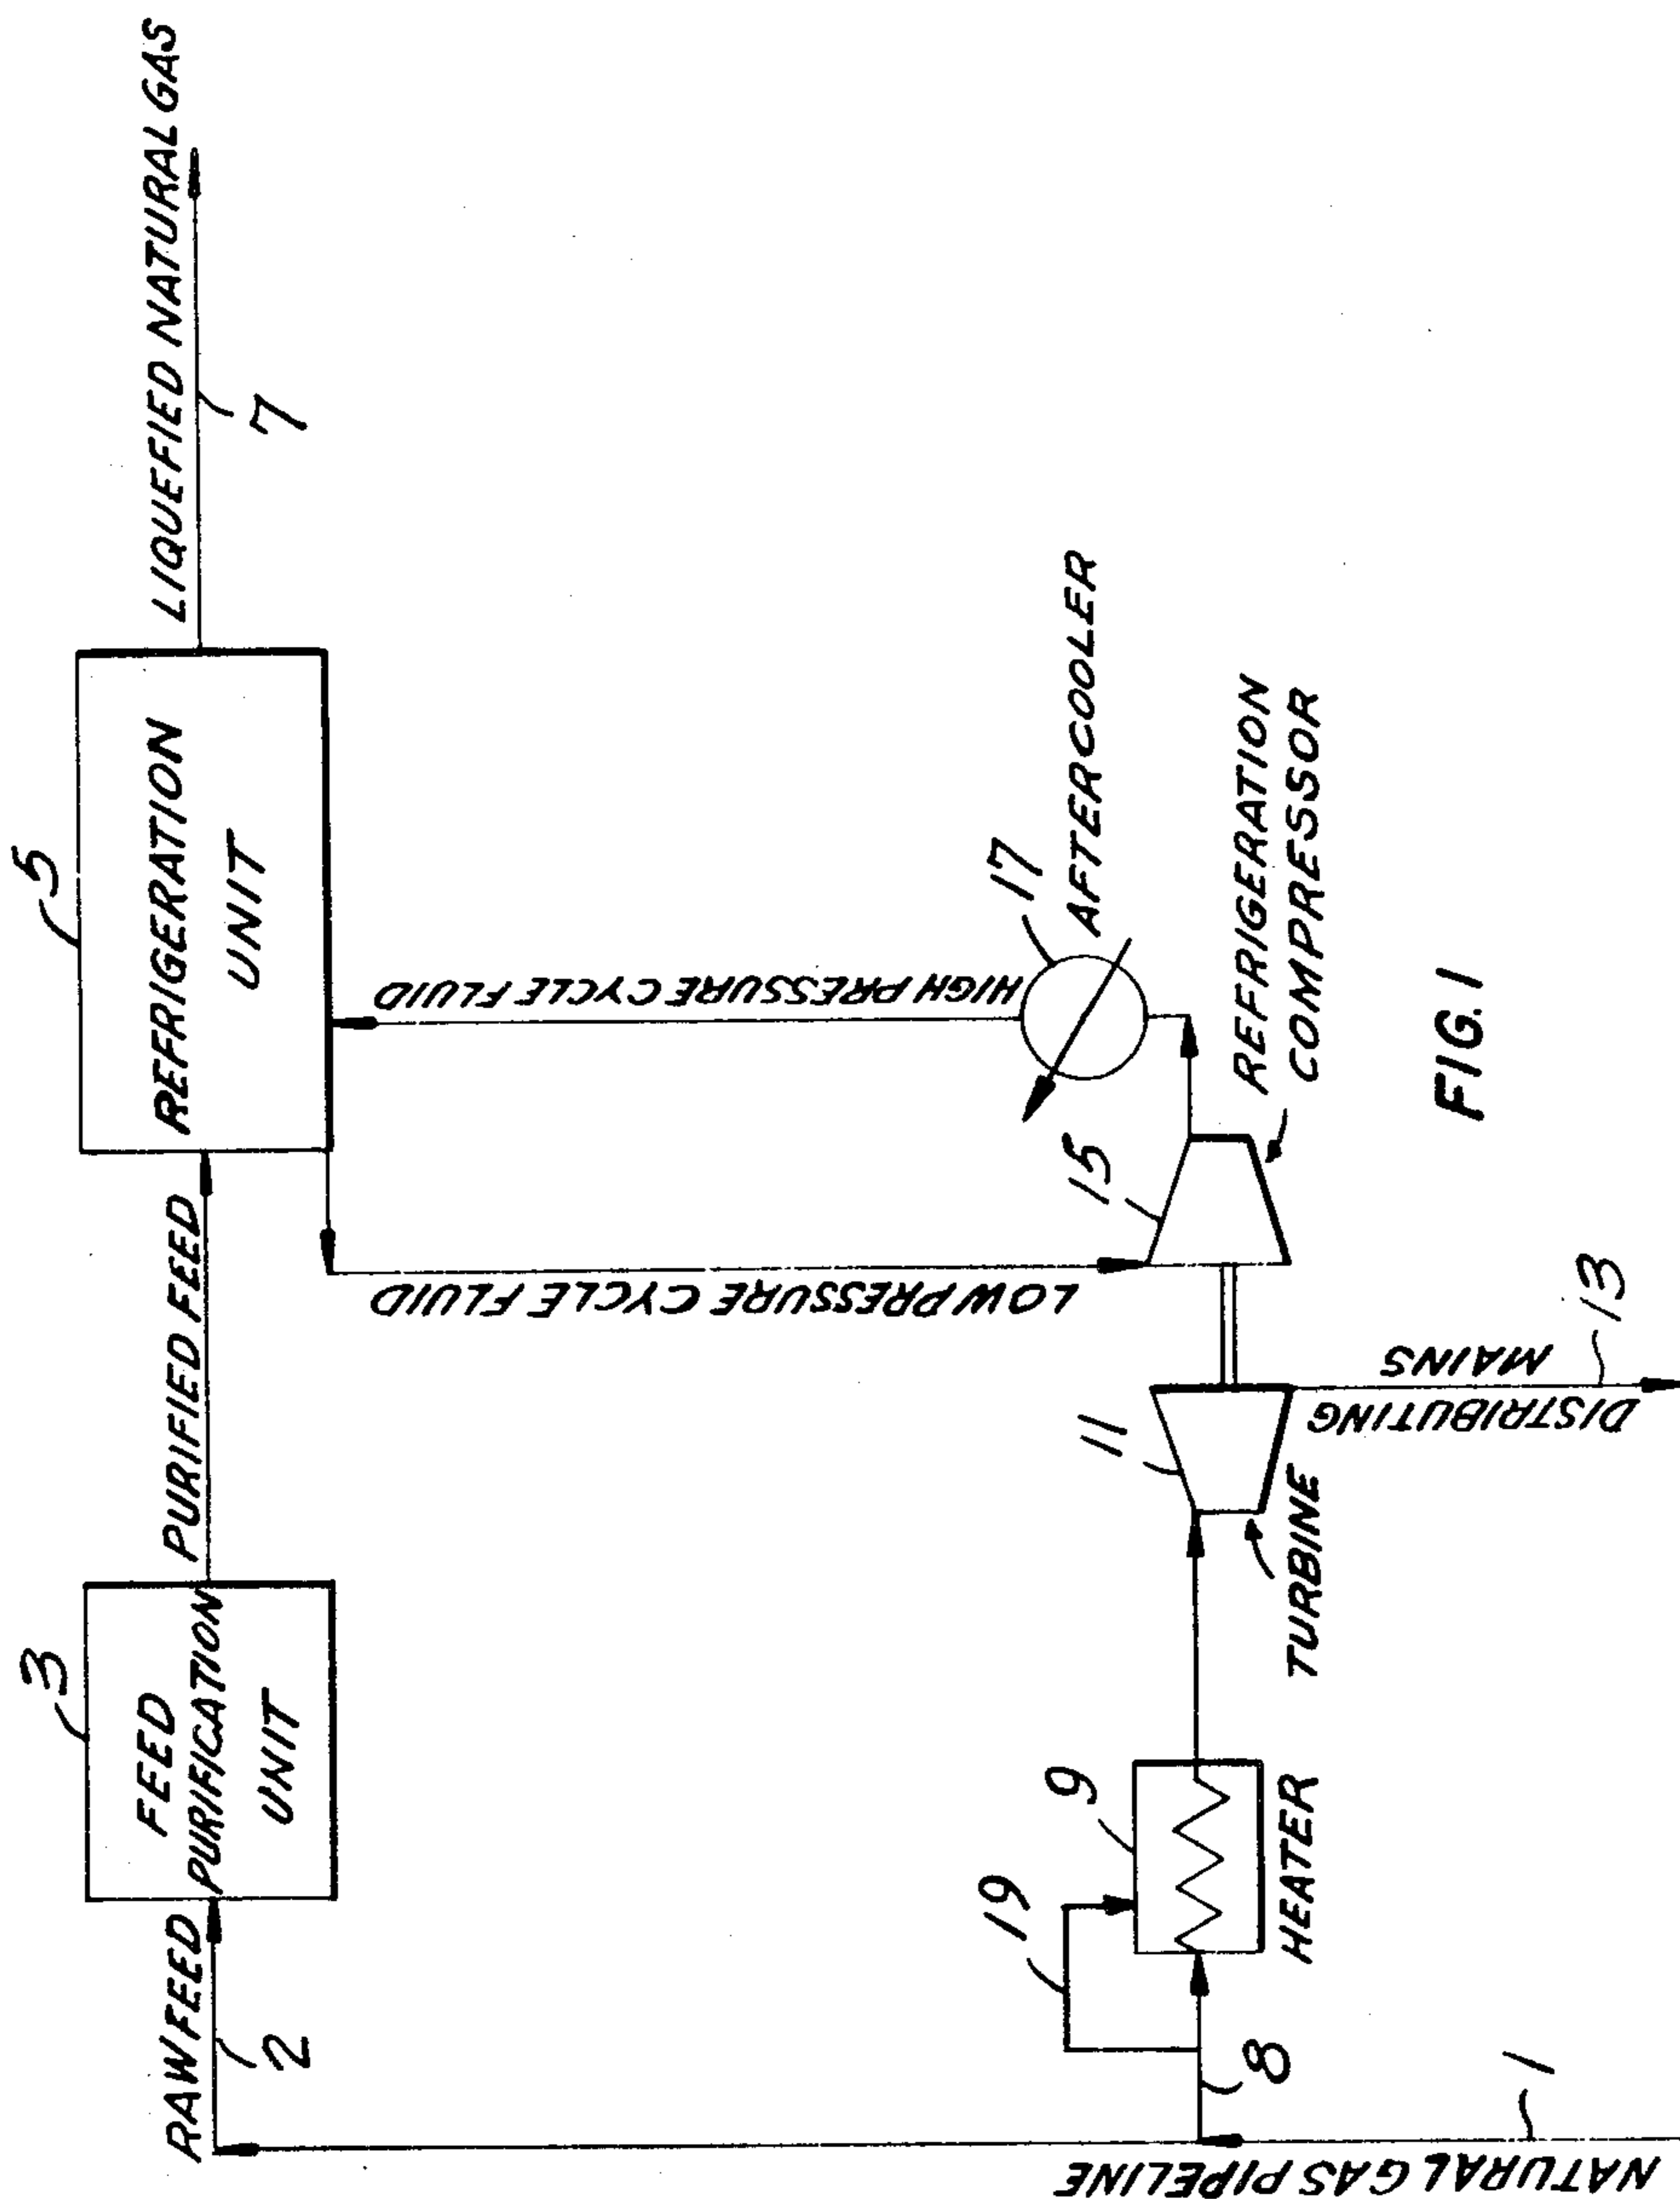 3
5
RAW FEED
2
FEED
PURIFICATION
UNIT
PURIFIED FEED
REFRIGERATION
UNIT
LIQUEFIED NATURAL GAS
7
LOW PRESSURE CYCLE FLUID
HIGH PRESSURE CYCLE FLUID
17
AFTERCOOLER
19
9
11
15
8
HEATER
TURBINE
REFRIGERATION
COMPRESSOR
NATURAL GAS PIPELINE
1
DISTRIBUTING
MAINS
13
FIG. 1